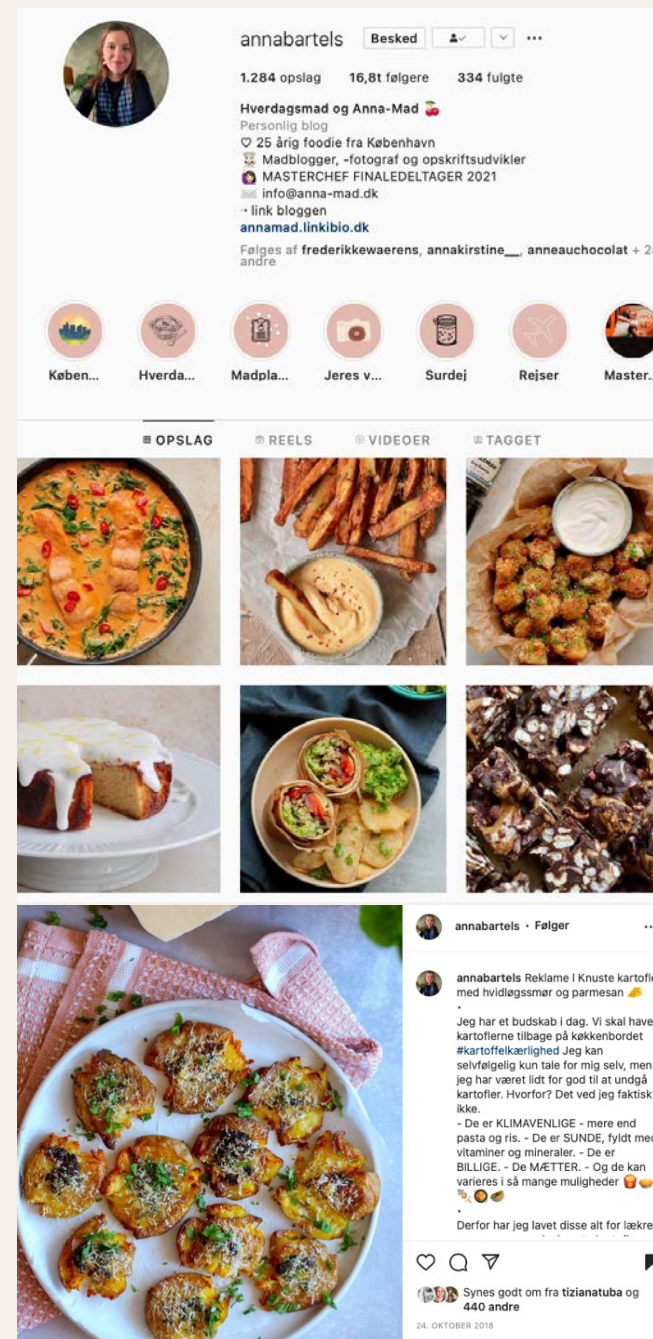 annabartels Besked
1.284 opslag 16,8t følgere 334 fulgte
Hverdagsmad og Anna-Mad 🍒
Personlig blog
♡ 25 årig foodie fra København
Madblogger, -fotograf og opskriftsudvikler
MASTERCHEF FINALEDELTAGER 2021
info@anna-mad.dk
link bloggen
annamad.linkibio.dk
Følges af frederikkewaerens, annakirstine__, anneauchocolat +
andre
Køben... Hverda... Madpla... Jeres v... Surdej Rejser Master..
OPSLAG REELS VIDEOER TAGGET
annabartels • Følger
annabartels Reklame I Knuste kartofle
med hvidløgssmør og parmesan 🧀
.
Jeg har et budskab i dag. Vi skal have
kartoflerne tilbage på køkkenbordet
#kartoffelkærlighed Jeg kan
selvfølgelig kun tale for mig selv, men
jeg har været lidt for god til at undgå
kartofler. Hvorfor? Det ved jeg faktisk
ikke.
- De er KLIMAVENLIGE - mere end
pasta og ris. - De er SUNDE, fyldt med
vitaminer og mineraler. - De er
BILLIGE. - De MÆTTER. - Og de kan
varieres i så mange muligheder
.
Derfor har jeg lavet disse alt for lækre
Synes godt om fra tizianatuba og
440 andre
24. OKTOBER 2018